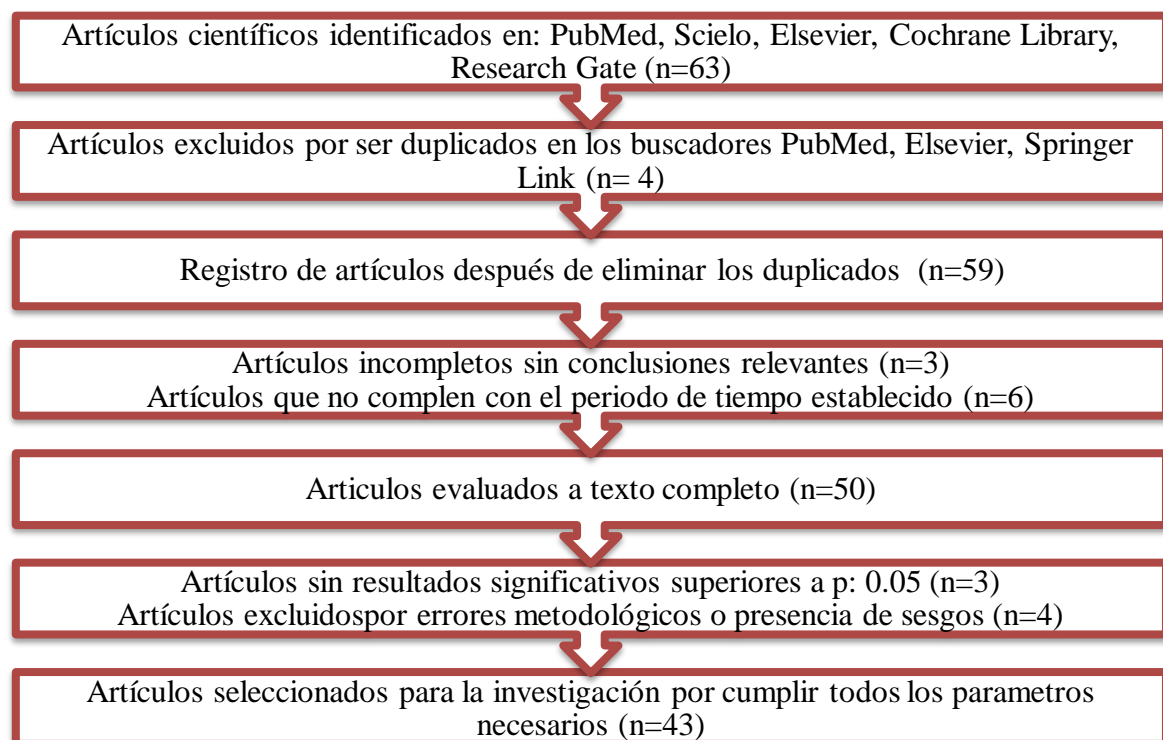 Artículos científicos identificados en: PubMed, Scielo, Elsevier, Cochrane Library,
Research Gate (n=63)
Artículos excluidos por ser duplicados en los buscadores PubMed, Elsevier, Springer
Link (n= 4)
Registro de artículos después de eliminar los duplicados (n=59)
Artículos incompletos sin conclusiones relevantes (n=3)
Artículos que no complen con el periodo de tiempo establecido (n=6)
Articulos evaluados a texto completo (n=50)
Artículos sin resultados significativos superiores a p: 0.05 (n=3)
Artículos excluidospor errores metodológicos o presencia de sesgos (n=4)
Artículos seleccionados para la investigación por cumplir todos los parametros
necesarios (n=43)